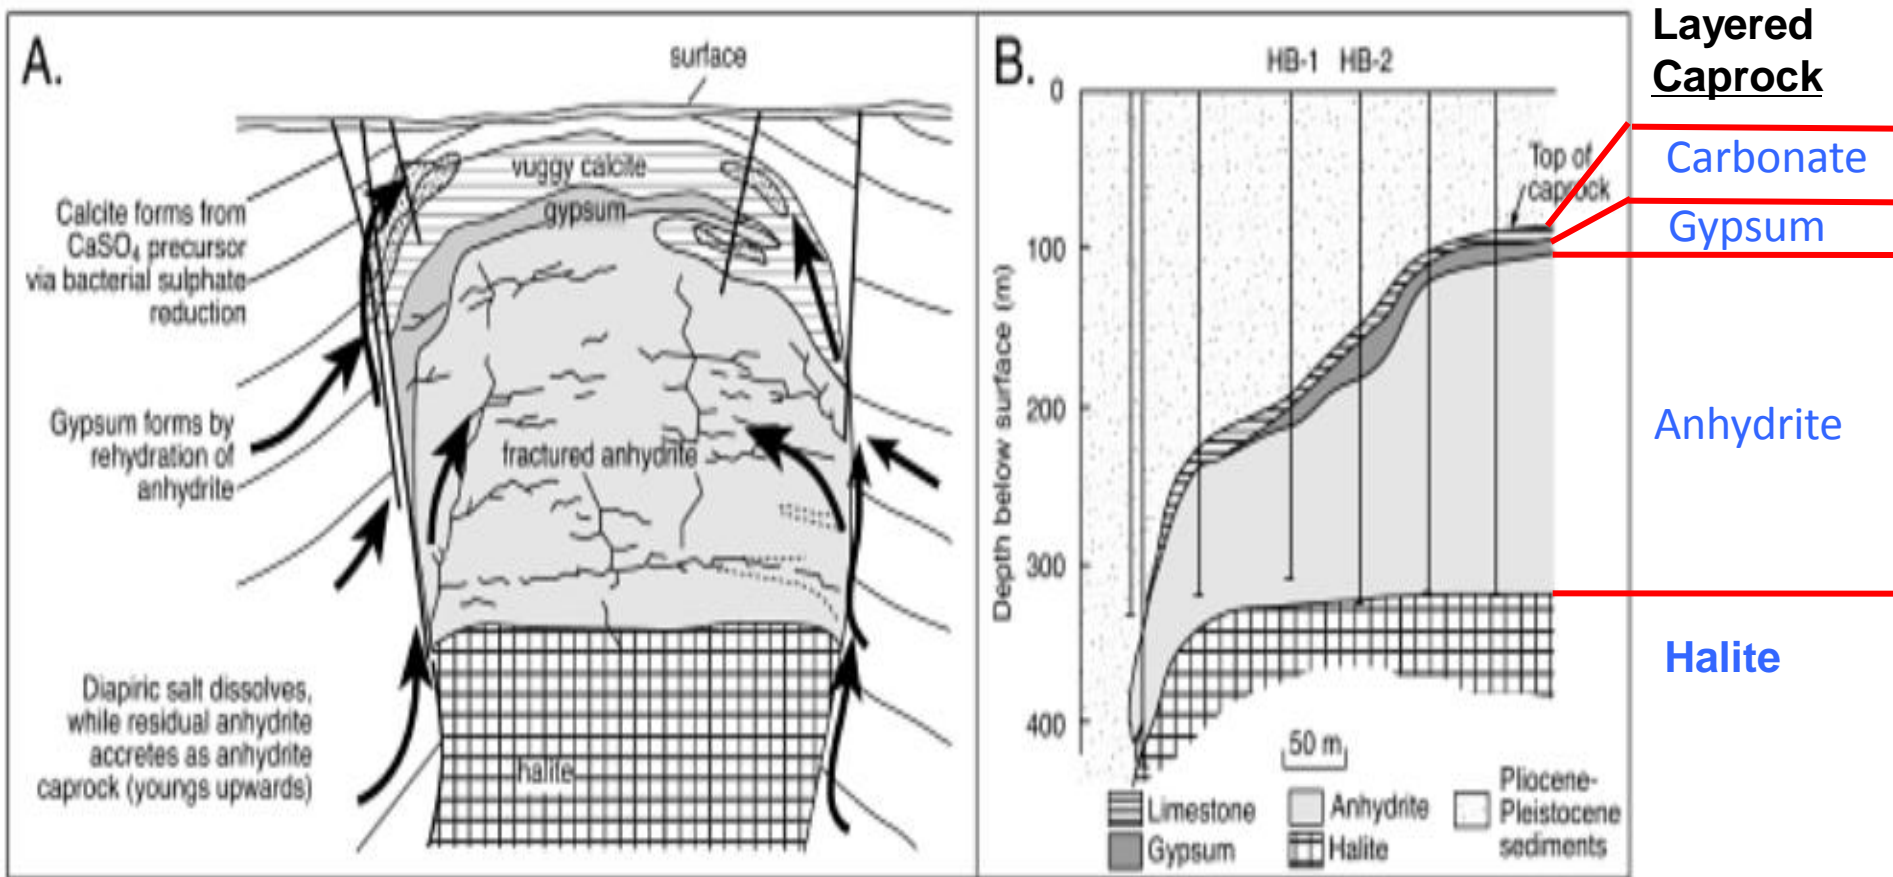 A.
surface
vuggy calcite
gypsum
Calcite forms from
CaSO₄ precursor
via bacterial sulphate
reduction
Gypsum forms by
rehydration of
anhydrite
fractured anhydrite
Diapiric salt dissolves,
while residual anhydrite
accretes as anhydrite
caprock (youngs upwards)
halite
B.
HB-1 HB-2
0
100
200
300
400
Depth below surface (m)
Top of
caprock
50 m
Limestone
Gypsum
Anhydrite
Halite
Pliocene-
Pleistocene
sediments
Layered
Caprock
Carbonate
Gypsum
Anhydrite
Halite